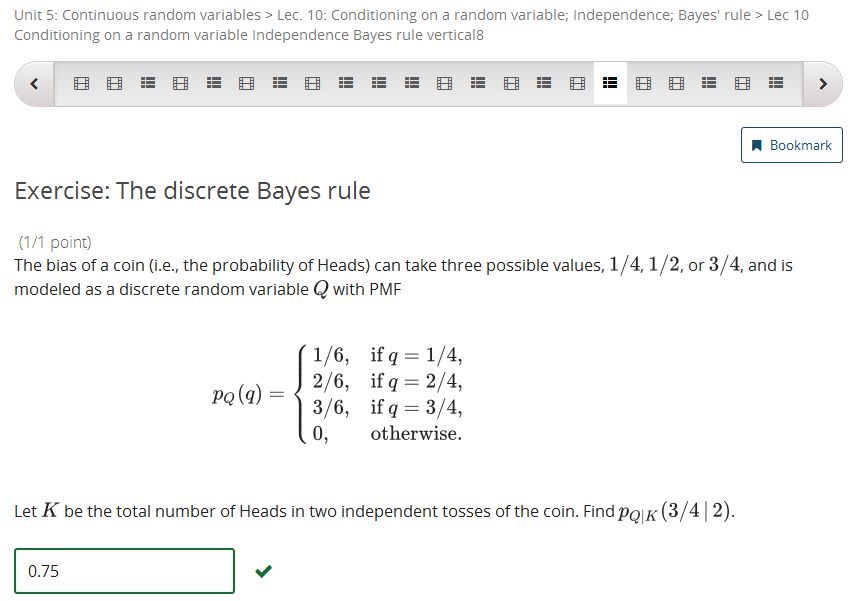 Unit 5: Continuous random variables > Lec. 10: Conditioning on a random variable; Independence; Bayes' rule > Lec 10
Conditioning on a random variable Independence Bayes rule vertical8
Bookmark
Exercise: The discrete Bayes rule
(1/1 point)
The bias of a coin (i.e., the probability of Heads) can take three possible values, 1/4, 1/2, or 3/4, and is
modeled as a discrete random variable Q with PMF
p_Q(q) = { 1/6, if q = 1/4,
2/6, if q = 2/4,
3/6, if q = 3/4,
0, otherwise.
Let K be the total number of Heads in two independent tosses of the coin. Find p_{Q|K}(3/4 | 2).
0.75